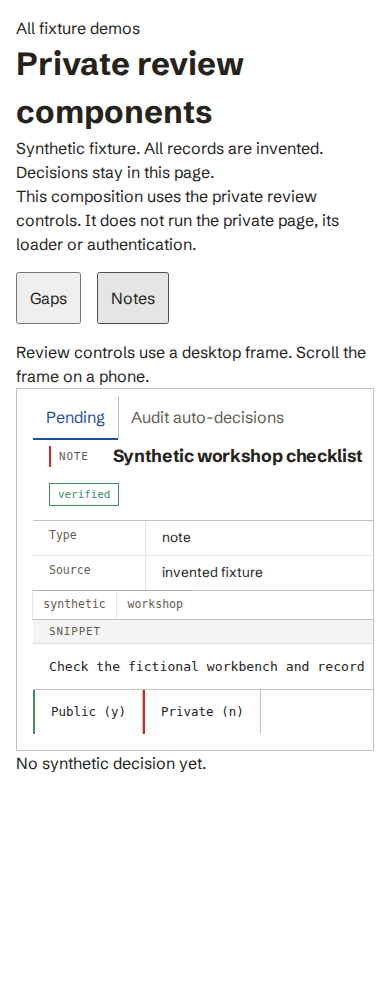 All fixture demos
Private review
components
Synthetic fixture. All records are invented.
Decisions stay in this page.
This composition uses the private review
controls. It does not run the private page, its
loader or authentication.
Gaps Notes
Review controls use a desktop frame. Scroll the
frame on a phone.
Pending Audit auto-decisions
NOTE Synthetic workshop checklist
verified
Type note
Source invented fixture
synthetic workshop
SNIPPET
Check the fictional workbench and record
Public (y) Private (n)
No synthetic decision yet.